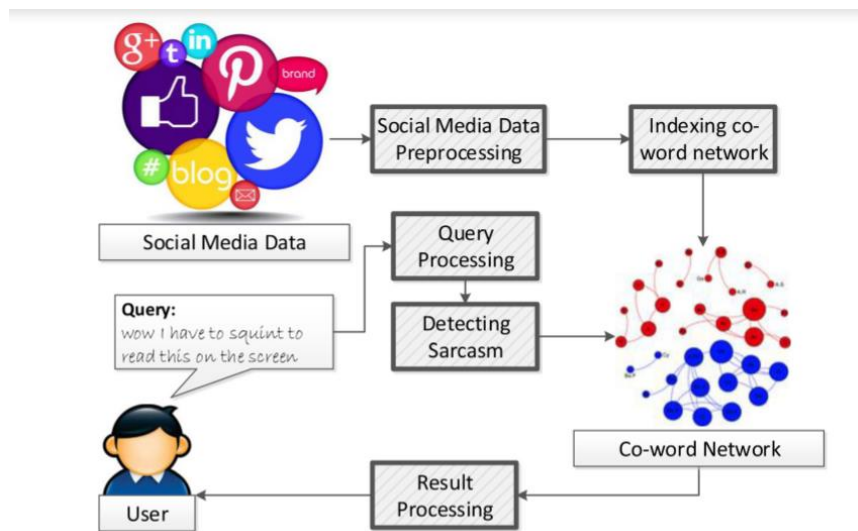 g+
t
in
brand
#
blog
Social Media Data
Social Media Data
Preprocessing
Indexing co-
word network
Query
Processing
Detecting
Sarcasm
Query:
wow I have to squint to
read this on the screen
Co-word Network
Result
Processing
User